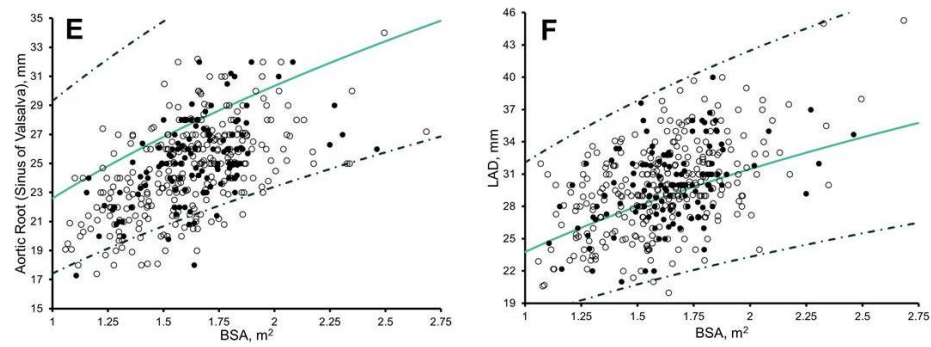 E
Aortic Root (Sinus of Valsalva), mm
35
33
31
29
27
25
23
21
19
17
15
1 1.25 1.5 1.75 2 2.25 2.5 2.75
BSA, m²
F
LAD, mm
46
43
40
37
34
31
28
25
22
19
1 1.25 1.5 1.75 2 2.25 2.5 2.75
BSA, m²